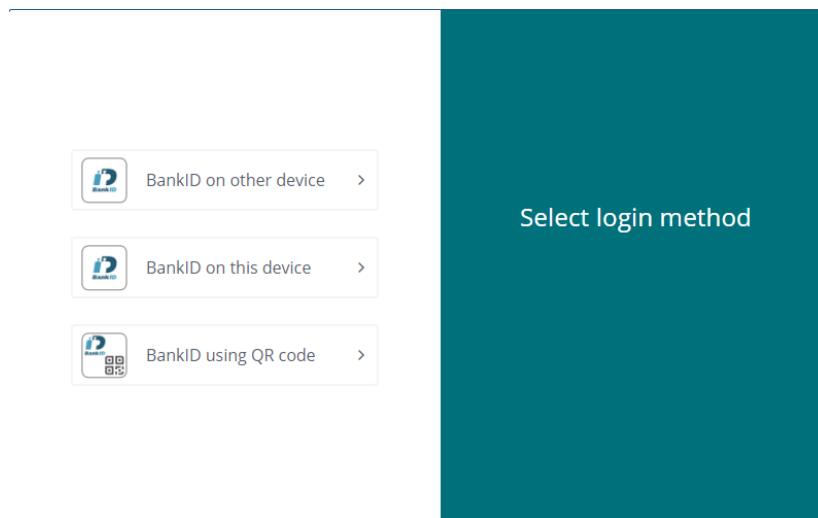 BankID
BankID on other device
Select login method
BankID
BankID on this device
BankID
BankID using QR code